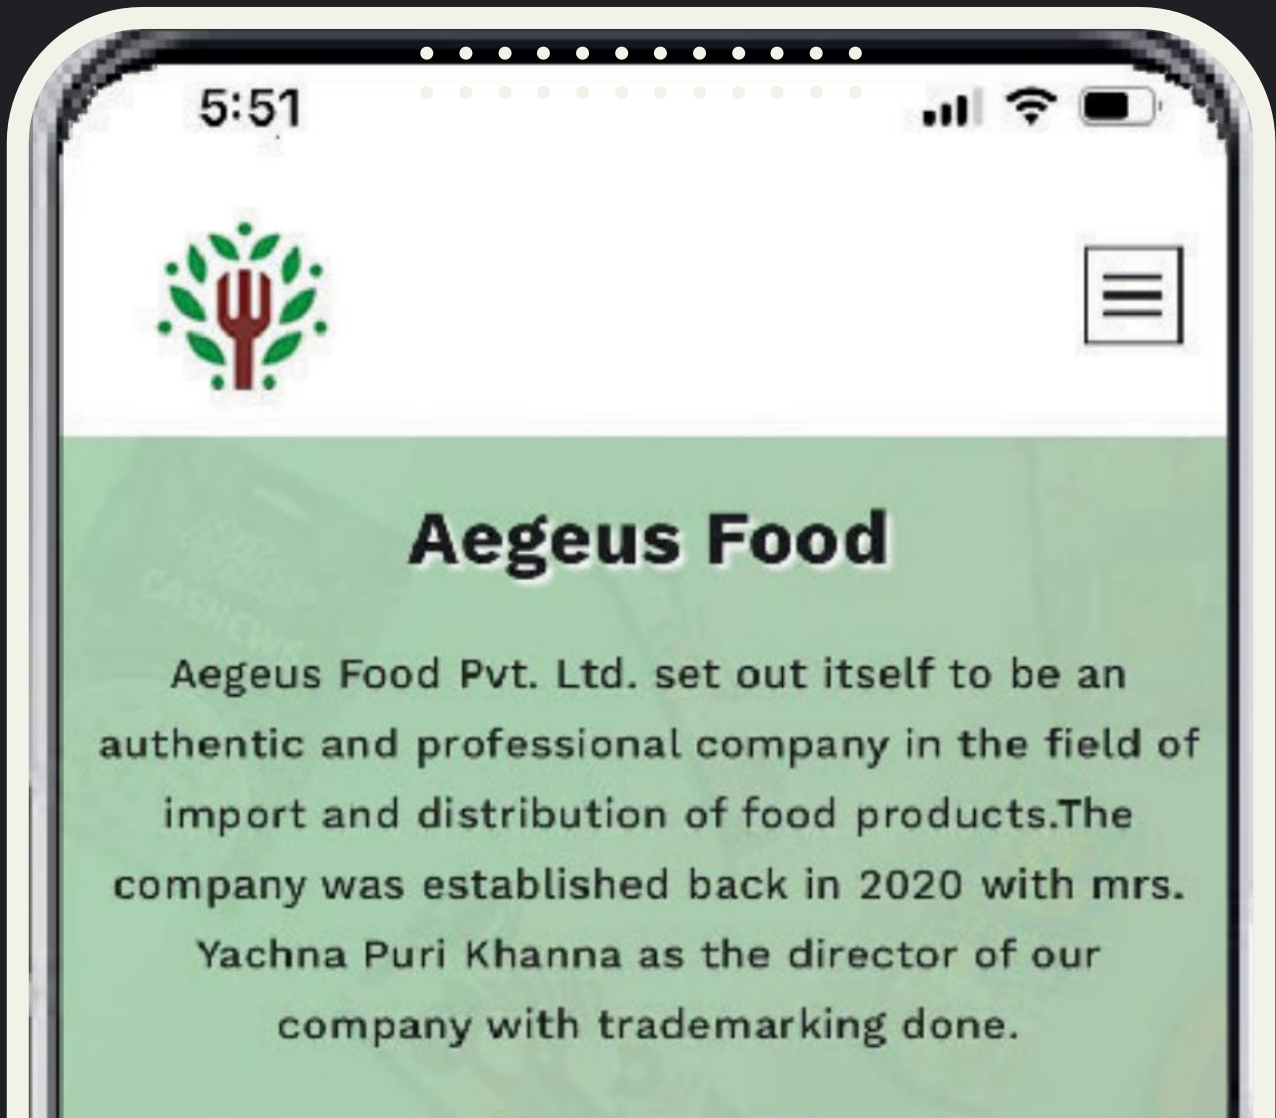 5:51
Aegeus Food
CASHEWS
Aegeus Food Pvt. Ltd. set out itself to be an
authentic and professional company in the field of
import and distribution of food products.The
company was established back in 2020 with mrs.
Yachna Puri Khanna as the director of our
company with trademarking done.